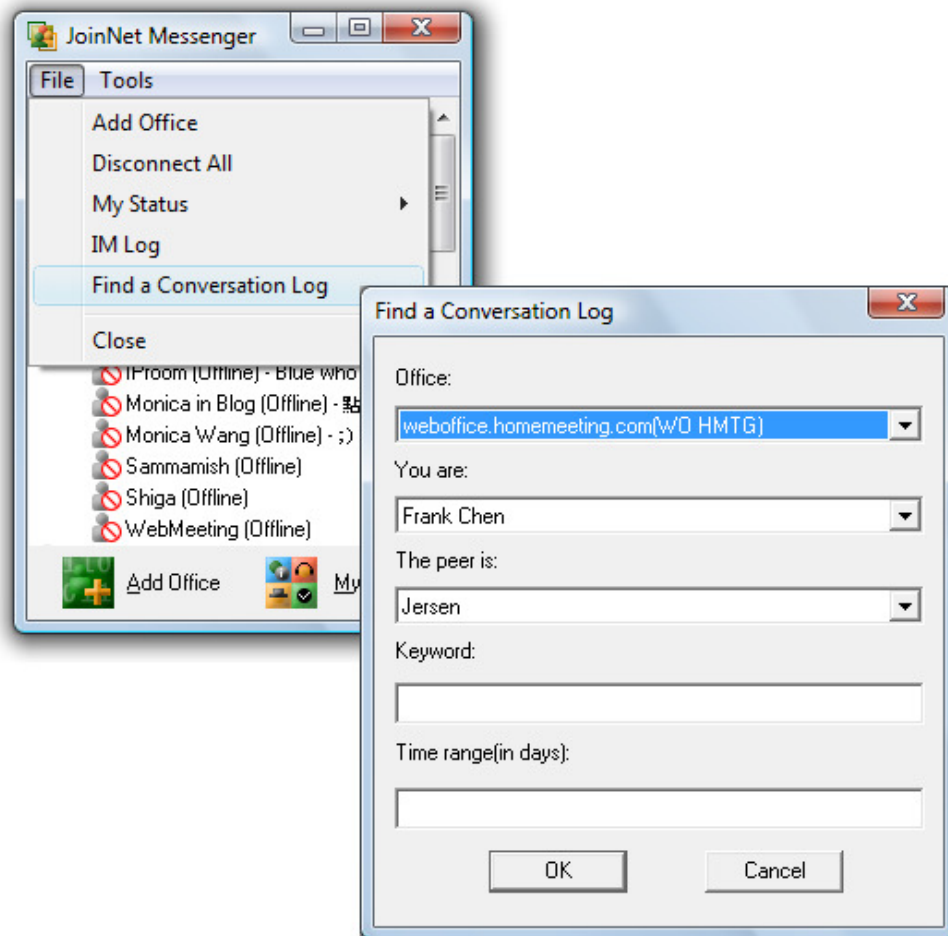 JoinNet Messenger
File Tools
Add Office
Disconnect All
My Status
IM Log
Find a Conversation Log
Close
IProom (Offline) - Blue who
Monica in Blog (Offline) - 點
Monica Wang (Offline) - ;)
Sammamish (Offline)
Shiga (Offline)
WebMeeting (Offline)
Add Office My
Find a Conversation Log
Office:
weboffice.homemeeting.com(WO HMTG)
You are:
Frank Chen
The peer is:
Jersen
Keyword:
Time range(in days):
OK Cancel